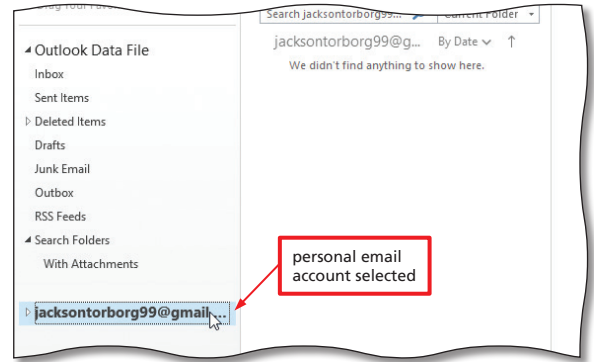 Search jacksontorborg99... Current Folder
jacksontorborg99@g... By Date ↑
We didn't find anything to show here.
Outlook Data File
Inbox
Sent Items
Deleted Items
Drafts
Junk Email
Outbox
RSS Feeds
Search Folders
With Attachments
personal email
account selected
jacksontorborg99@gmail....